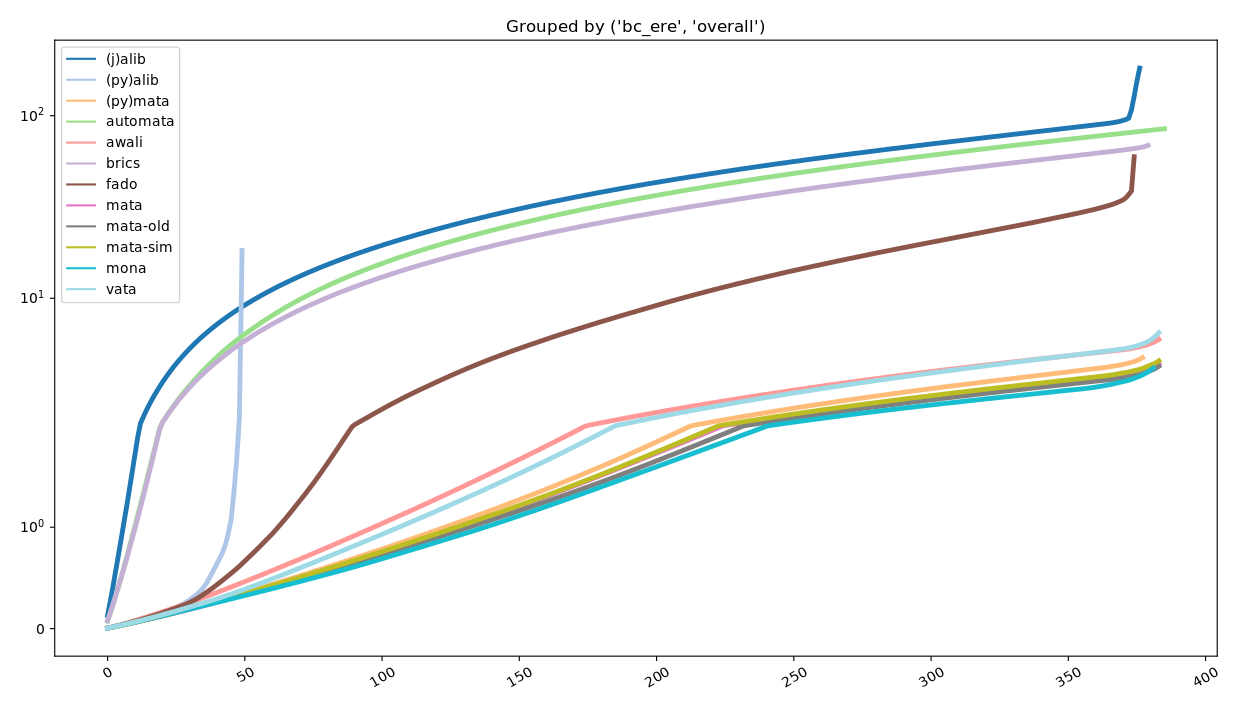 Grouped by ('bc_ere', 'overall')
(j)alib
(py)alib
(py)mata
automata
awali
brics
fado
mata
mata-old
mata-sim
mona
vata
10²
10¹
10⁰
0
0 50 100 150 200 250 300 350 400